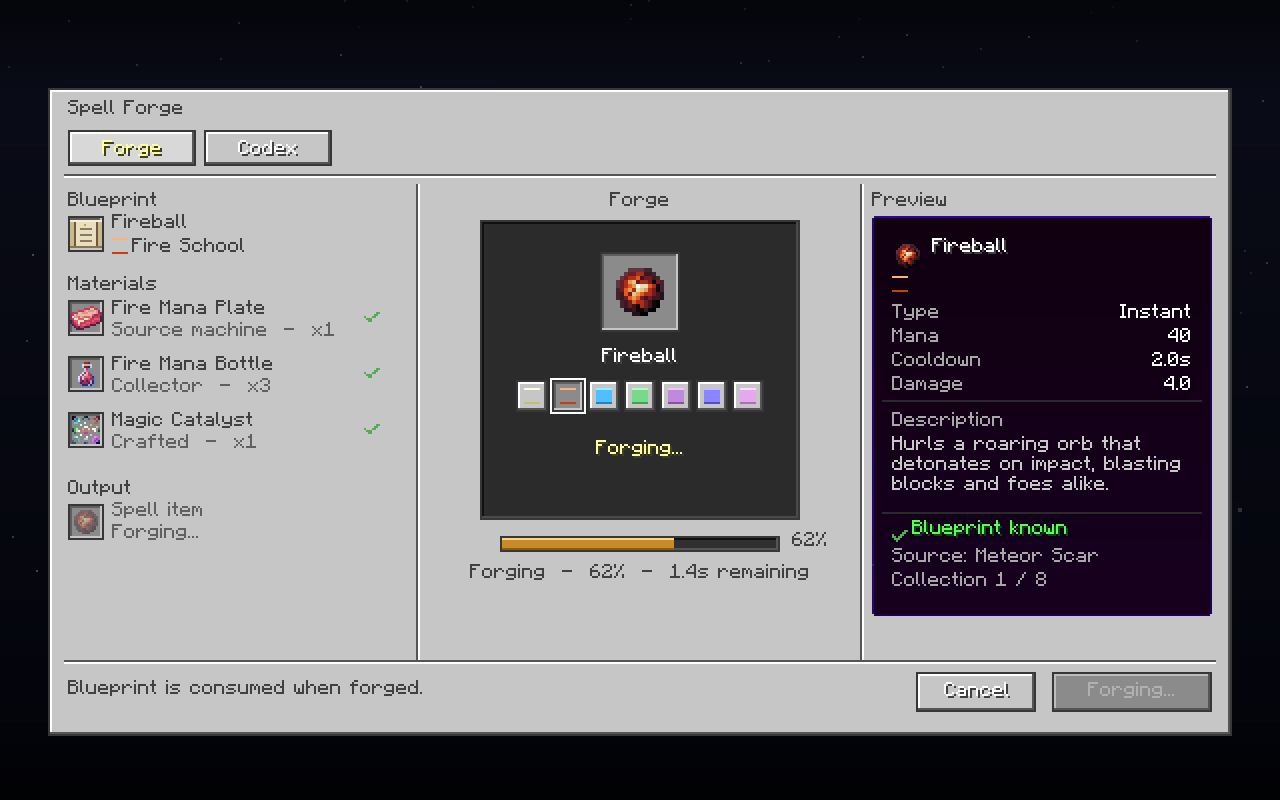 Spell Forge
Forge
Codex
Blueprint
Fireball
Fire School
Materials
Fire Mana Plate
Source machine - x1
Fire Mana Bottle
Collector - x3
Magic Catalyst
Crafted - x1
Output
Spell item
Forging...
Forge
Fireball
Forging...
62%
Forging - 62% - 1.4s remaining
Preview
Fireball
Type Instant
Mana 40
Cooldown 2.0s
Damage 4.0
Description
Hurls a roaring orb that
detonates on impact, blasting
blocks and foes alike.
Blueprint known
Source: Meteor Scar
Collection 1 / 8
Blueprint is consumed when forged.
Cancel
Forging...